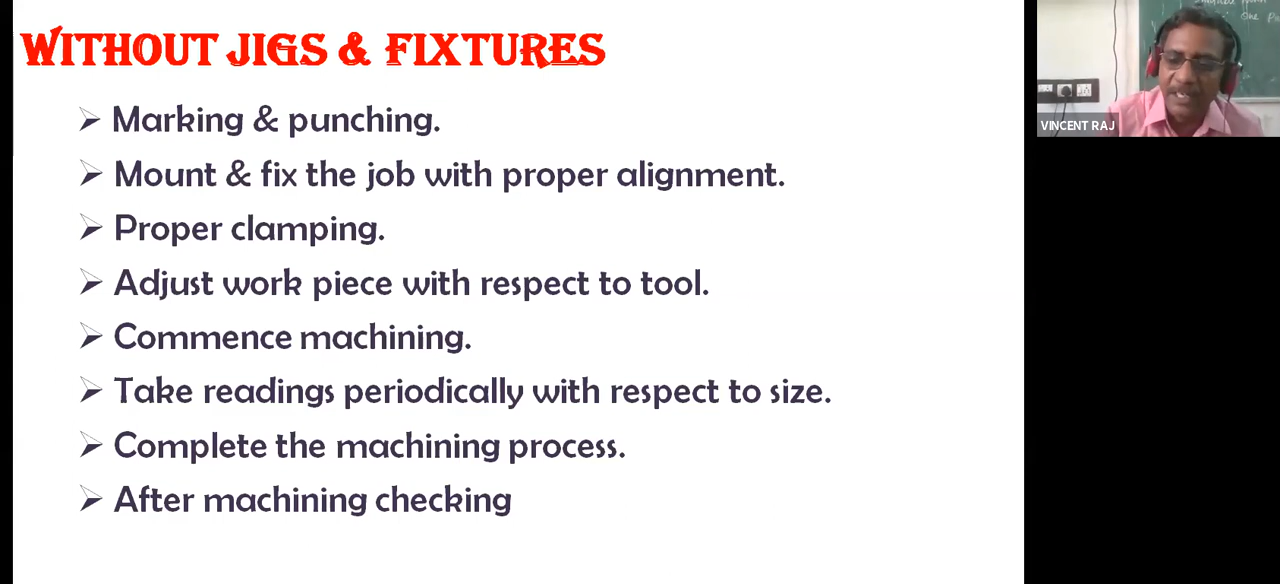 WITHOUT JIGS & FIXTURES
Marking & punching.
Mount & fix the job with proper alignment.
Proper clamping.
Adjust work piece with respect to tool.
Commence machining.
Take readings periodically with respect to size.
Complete the machining process.
After machining checking
VINCENT RAJ